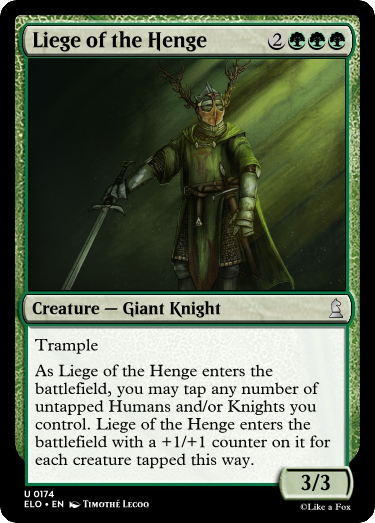 Liege of the Henge 2
Creature — Giant Knight
Trample
As Liege of the Henge enters the
battlefield, you may tap any number of
untapped Humans and/or Knights you
control. Liege of the Henge enters the
battlefield with a +1/+1 counter on it for
each creature tapped this way.
3/3
U 0174
ELO • EN Timothé Lecoo
©Like a Fox